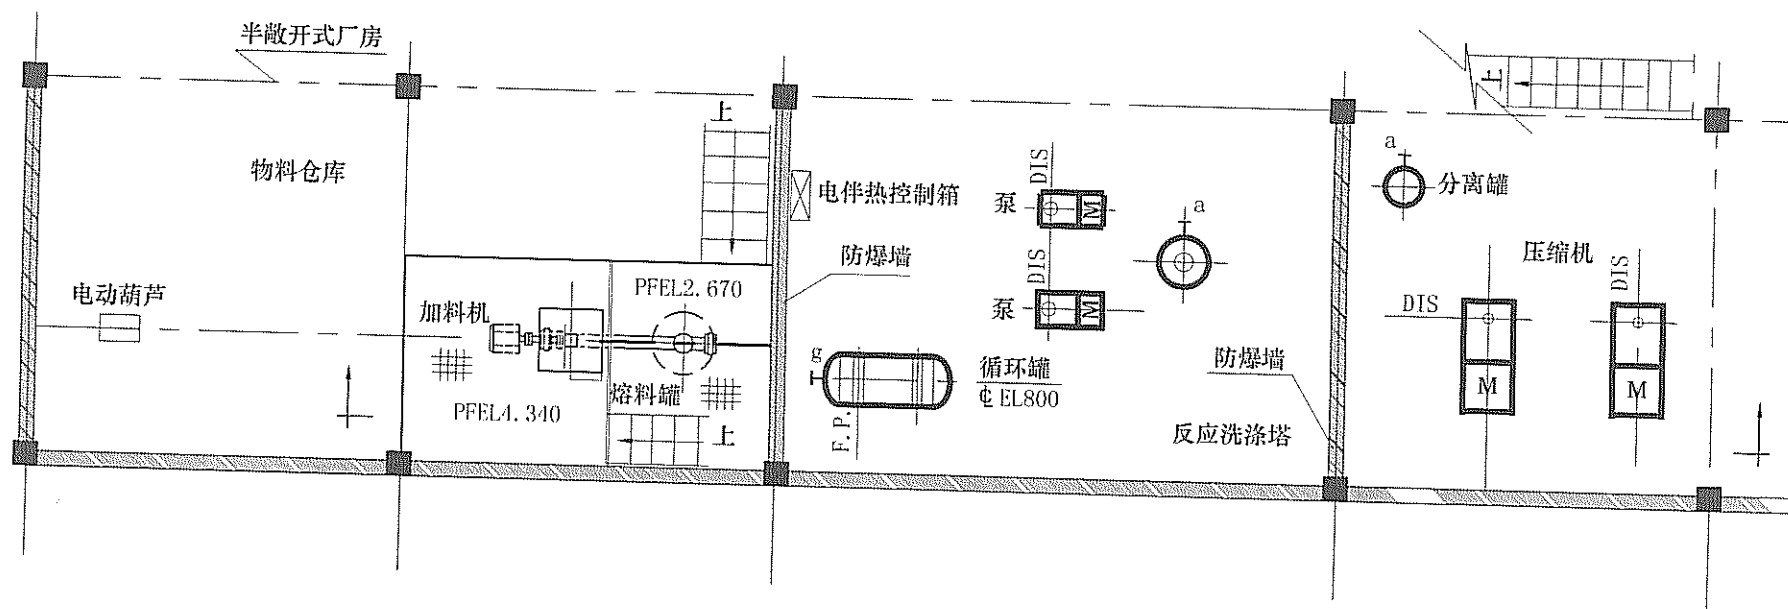 半敞开式厂房
上
上
物料仓库
电伴热控制箱
泵
DIS
M
a
a
分离罐
防爆墙
DIS
泵
M
压缩机
DIS
DIS
电动葫芦
加料机
PFEL2.670
PFEL4.340
熔料罐
上
g
F.P.
循环罐
℄ EL800
防爆墙
反应洗涤塔
M
M